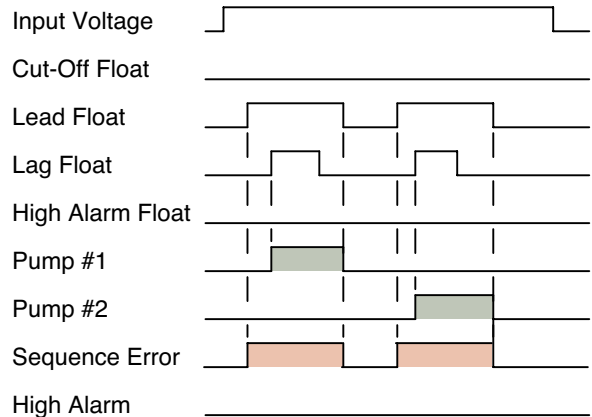 Input Voltage
Cut-Off Float
Lead Float
Lag Float
High Alarm Float
Pump #1
Pump #2
Sequence Error
High Alarm